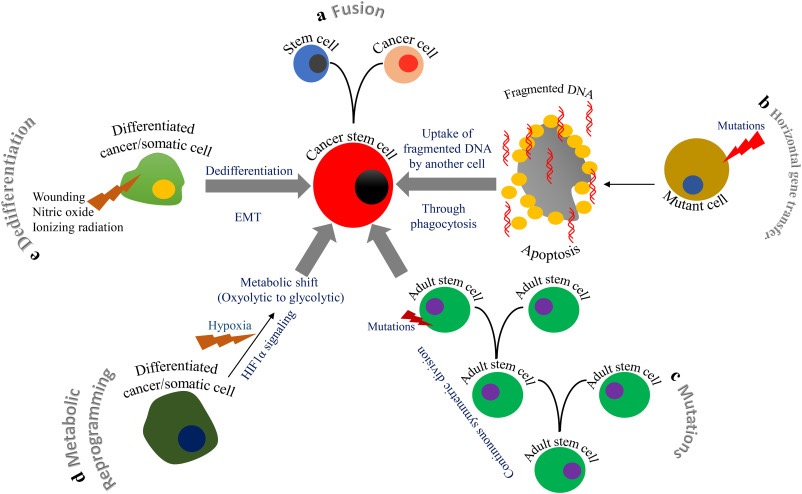 a Fusion
Stem cell
Cancer cell
Cancer stem cell
Fragmented DNA
Uptake of
fragmented DNA
by another cell
Through
phagocytosis
Apoptosis
b Horizontal gene transfer
Mutations
Mutant cell
e Dedifferentiation
Differentiated
cancer/somatic cell
Wounding
Nitric oxide
Ionizing radiation
Dedifferentiation
EMT
Metabolic shift
(Oxyolytic to glycolytic)
Hypoxia
HIF1α signaling
Differentiated
cancer/somatic cell
d Metabolic
Reprogramming
Adult stem cell
Adult stem cell
Mutations
Continuous symmetric division
Adult stem cell
Adult stem cell
Adult stem cell
c Mutations